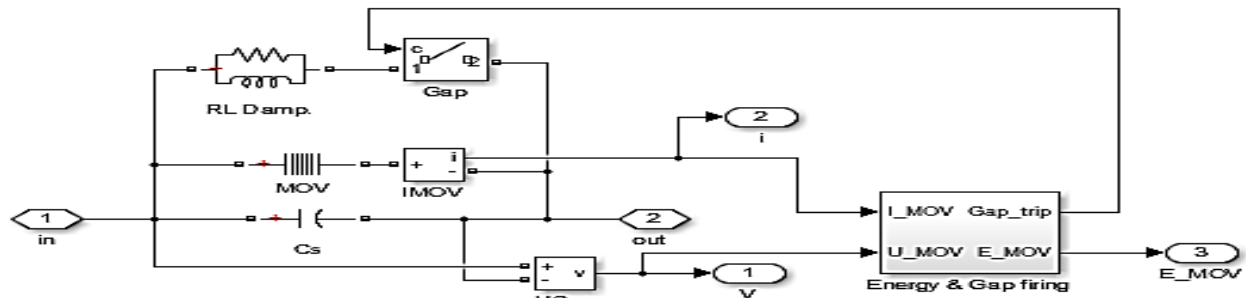 c
1
2
Gap
RL Damp.
2
i
MOV
+
i
-
IMOV
1
in
Cs
2
out
I_MOV Gap_trip
U_MOV E_MOV
Energy & Gap firing
+
-
v
1
V
3
E_MOV